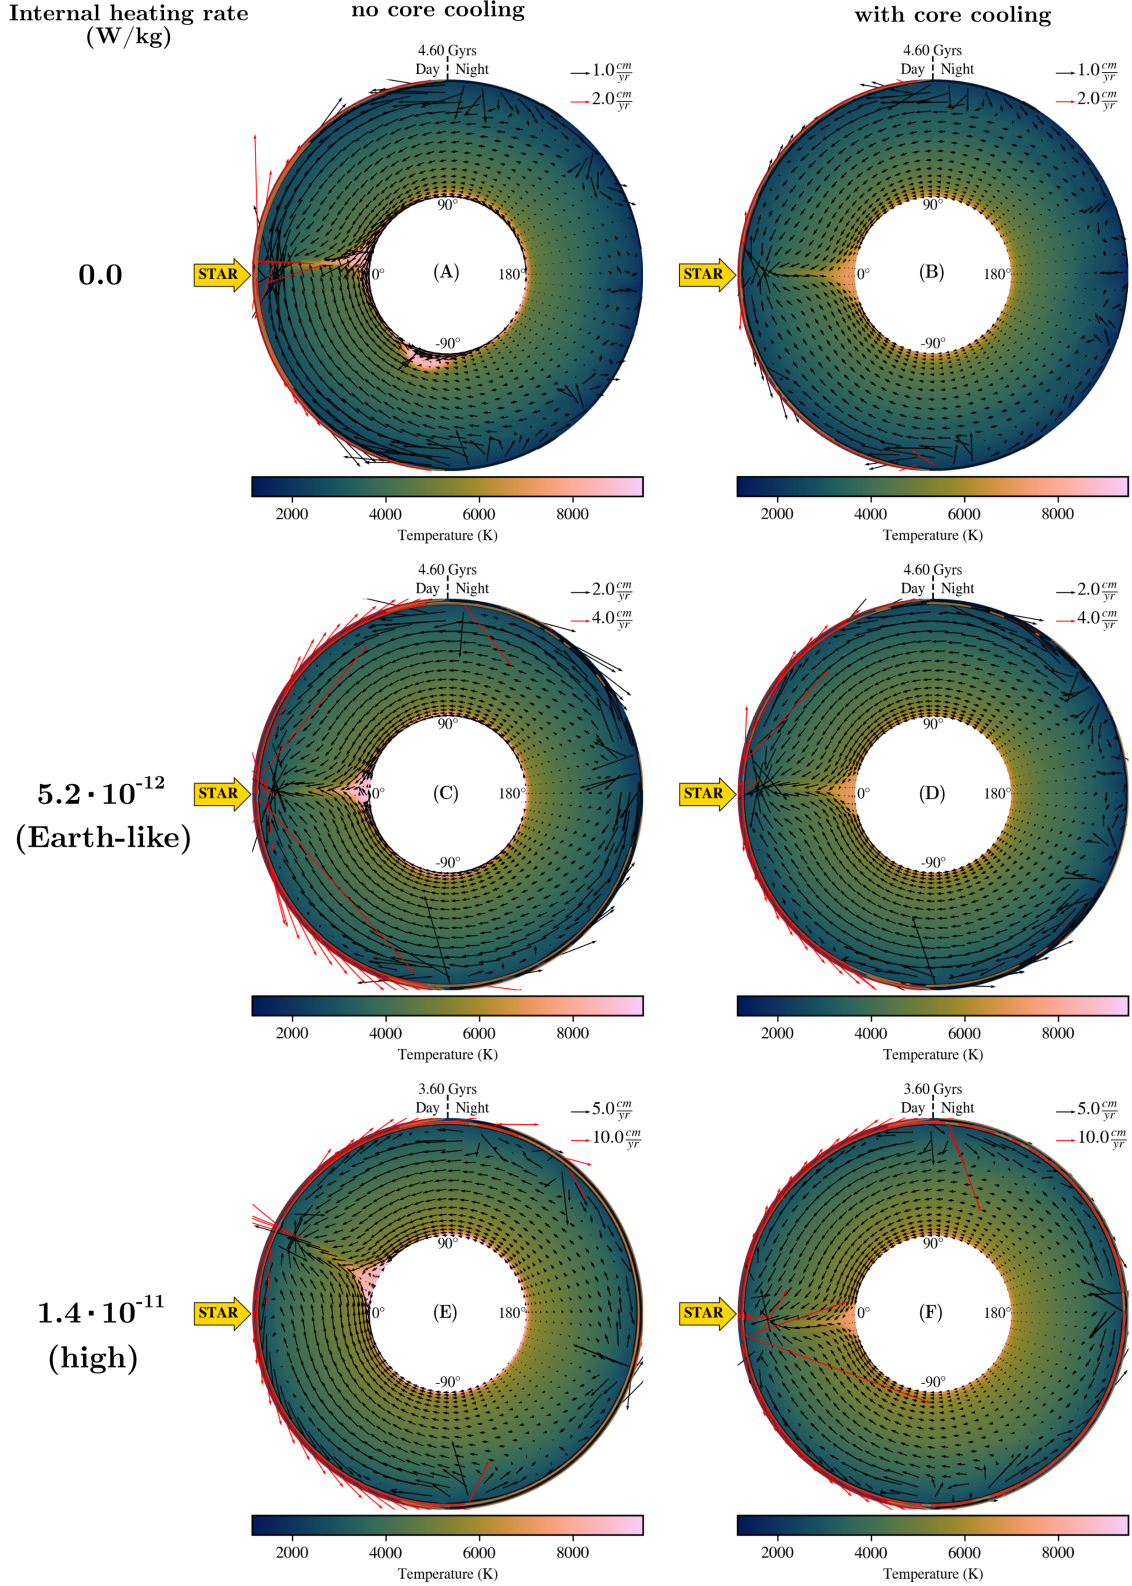 Internal heating rate
(W/kg)
no core cooling
with core cooling
4.60 Gyrs
Day Night
1.0 cm/yr
2.0 cm/yr
0.0
STAR
90°
0°
(A)
180°
-90°
2000 4000 6000 8000
Temperature (K)
4.60 Gyrs
Day Night
1.0 cm/yr
2.0 cm/yr
STAR
90°
0°
(B)
180°
-90°
2000 4000 6000 8000
Temperature (K)
5.2 · 10-12
(Earth-like)
4.60 Gyrs
Day Night
2.0 cm/yr
4.0 cm/yr
STAR
90°
0°
(C)
180°
-90°
2000 4000 6000 8000
Temperature (K)
4.60 Gyrs
Day Night
2.0 cm/yr
4.0 cm/yr
STAR
90°
0°
(D)
180°
-90°
2000 4000 6000 8000
Temperature (K)
1.4 · 10-11
(high)
3.60 Gyrs
Day Night
5.0 cm/yr
10.0 cm/yr
STAR
90°
0°
(E)
180°
-90°
2000 4000 6000 8000
Temperature (K)
3.60 Gyrs
Day Night
5.0 cm/yr
10.0 cm/yr
STAR
90°
0°
(F)
180°
-90°
2000 4000 6000 8000
Temperature (K)